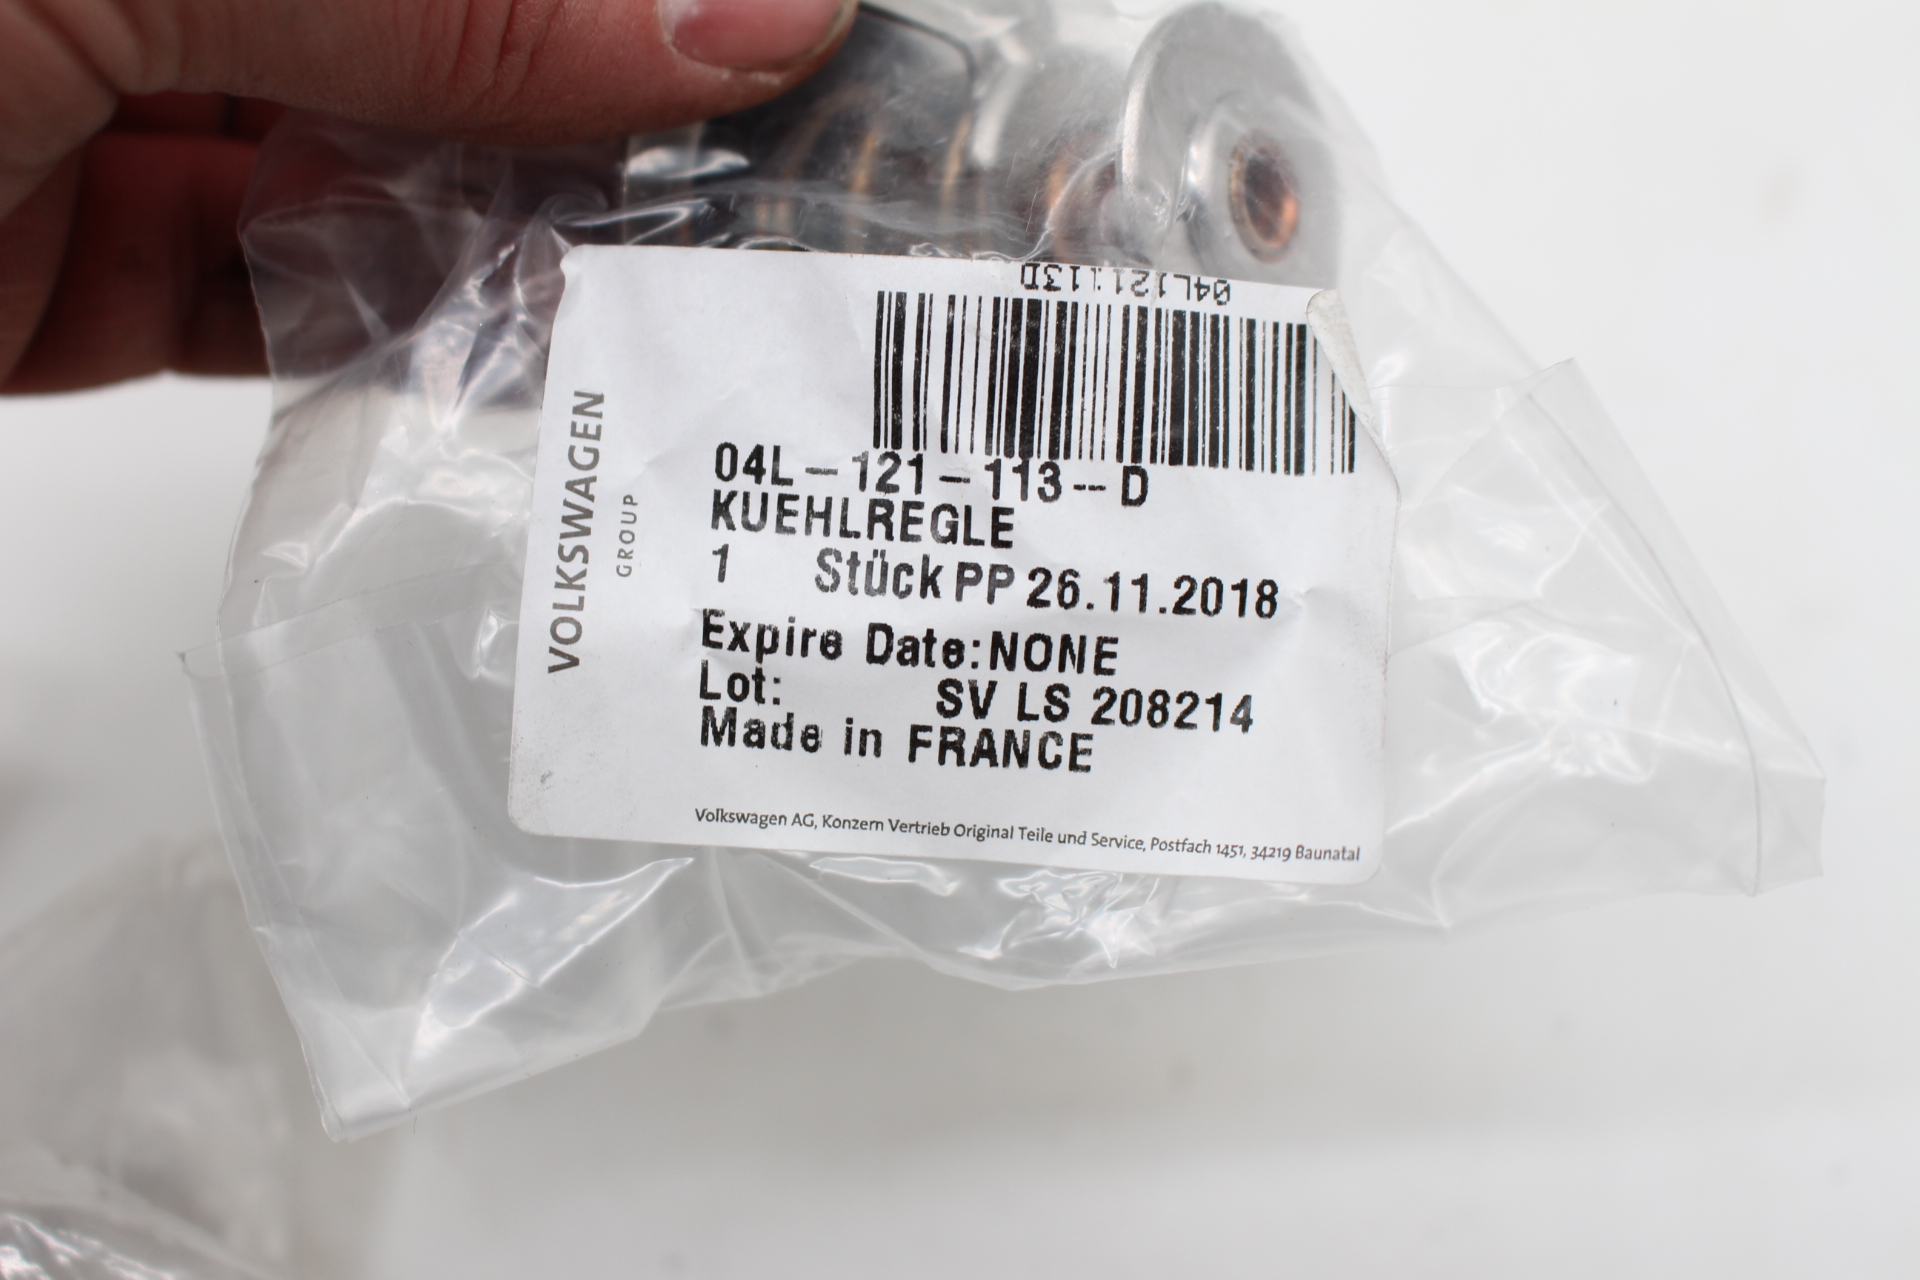 04L121113D
04L-121-113--D
KUEHLREGLE
1 Stück PP 26.11.2018
Expire Date:NONE
Lot: SV LS 208214
Made in FRANCE
VOLKSWAGEN
GROUP
Volkswagen AG, Konzern Vertrieb Original Teile und Service, Postfach 1451, 34219 Baunatal